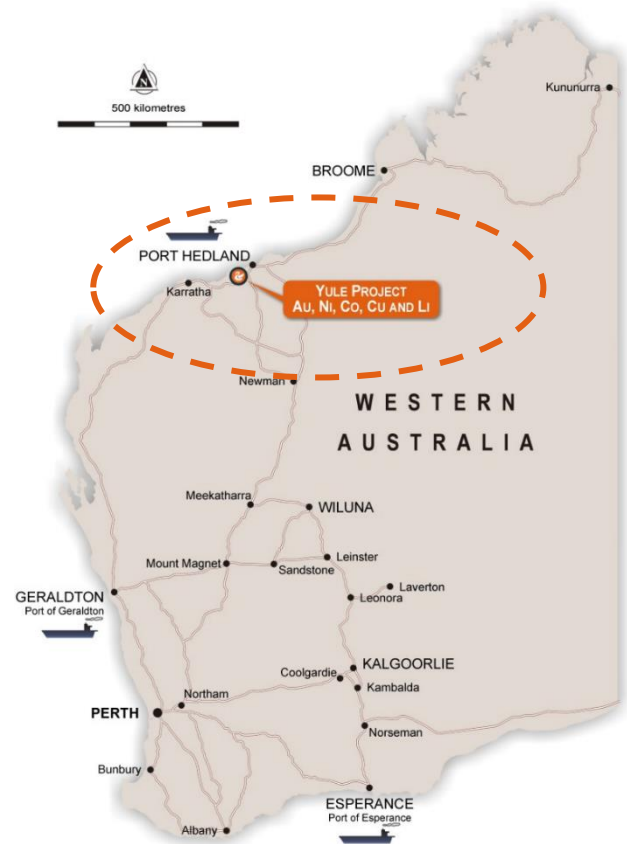 N
500 kilometres
Kununurra
BROOME
PORT HEDLAND
Karratha
YULE PROJECT
AU, NI, CO, CU AND LI
Newman
WESTERN
AUSTRALIA
Meekatharra
WILUNA
Mount Magnet
Sandstone
Leinster
Laverton
Leonora
GERALDTON
Port of Geraldton
KALGOORLIE
Coolgardie
Kambalda
Northam
PERTH
Norseman
Bunbury
ESPERANCE
Port of Esperance
Albany